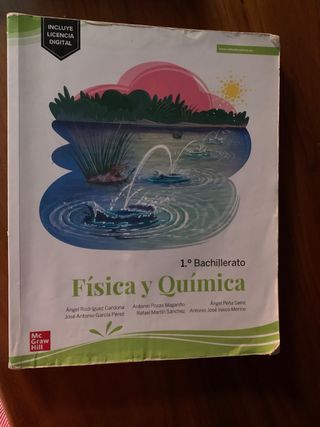 INCLUYE
LICENCIA
DIGITAL
1.º Bachillerato
Física y Química
Ángel Rodríguez Cardona
Antonio Pozas Magariño
Ángel Peña Sainz
José Antonio García Pérez
Rafael Martín Sánchez
Antonio José Vasco Merino
Mc
Graw
Hill